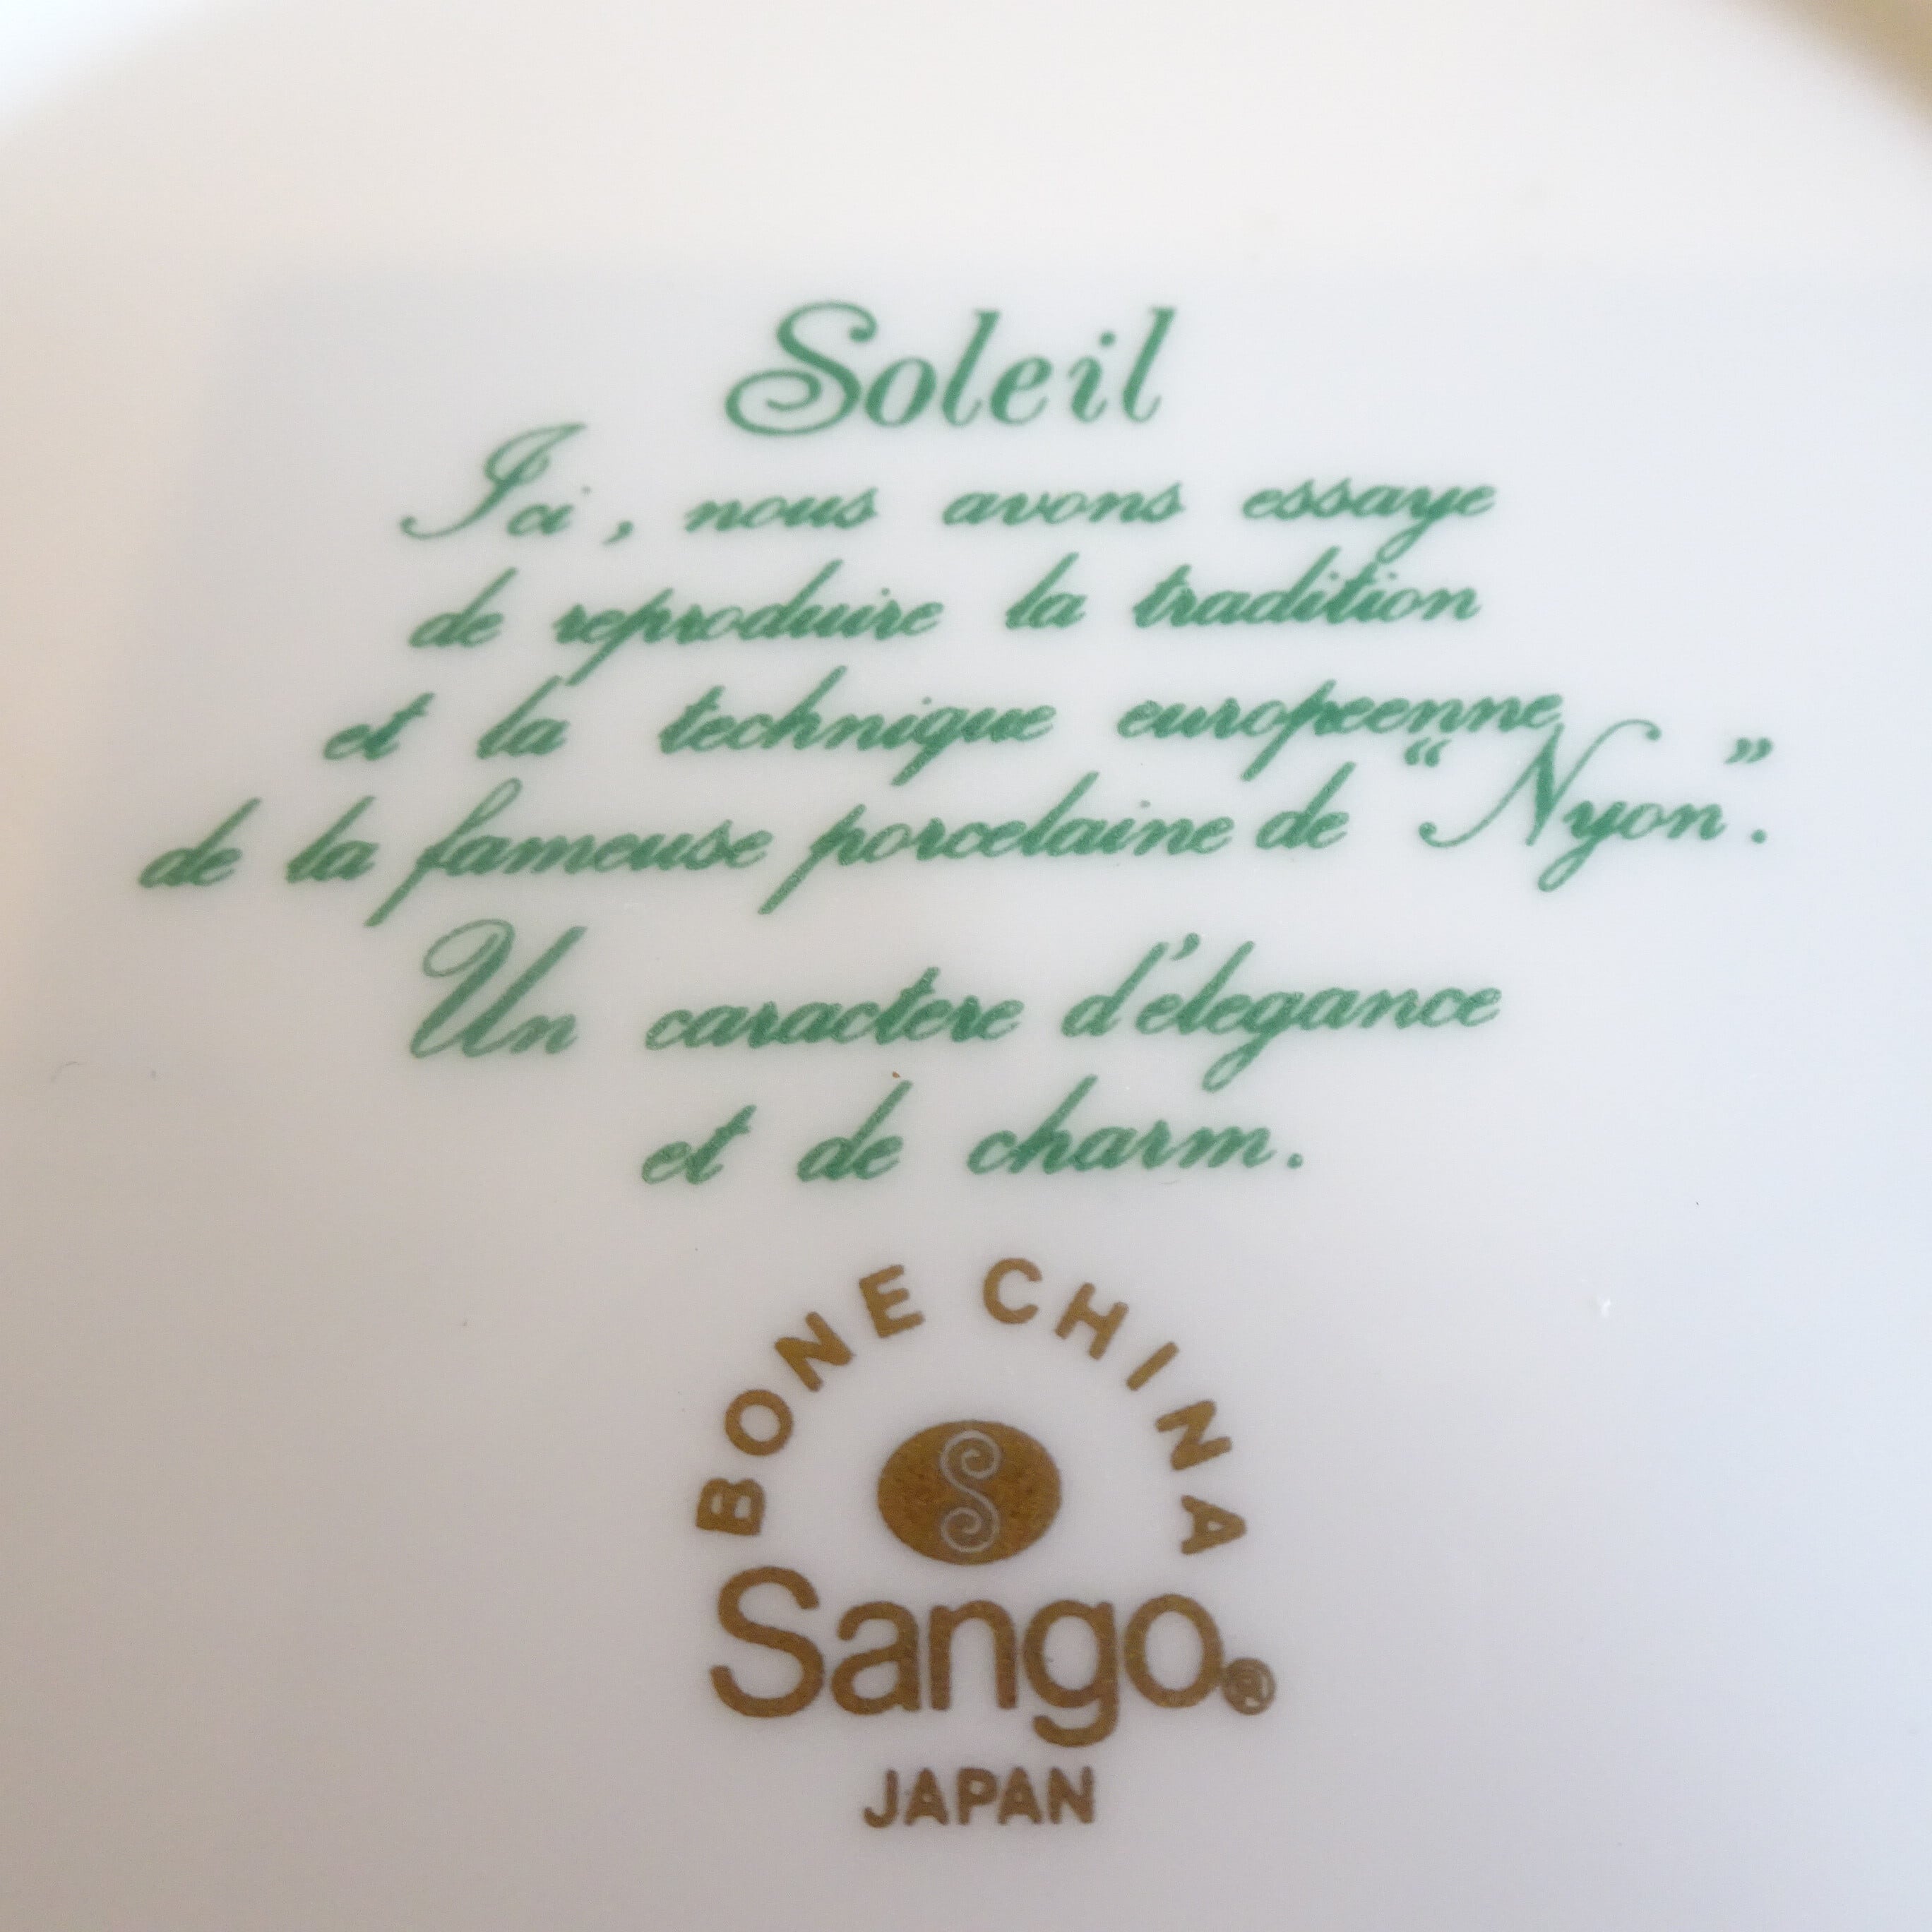 Soleil
Ici, nous avons essaye
de reproduire la tradition
et la technique europeenne
de la fameuse porcelaine de “Nyon”.
Un caractere d'elegance
et de charm.
BONE CHINA
S
Sango®
JAPAN